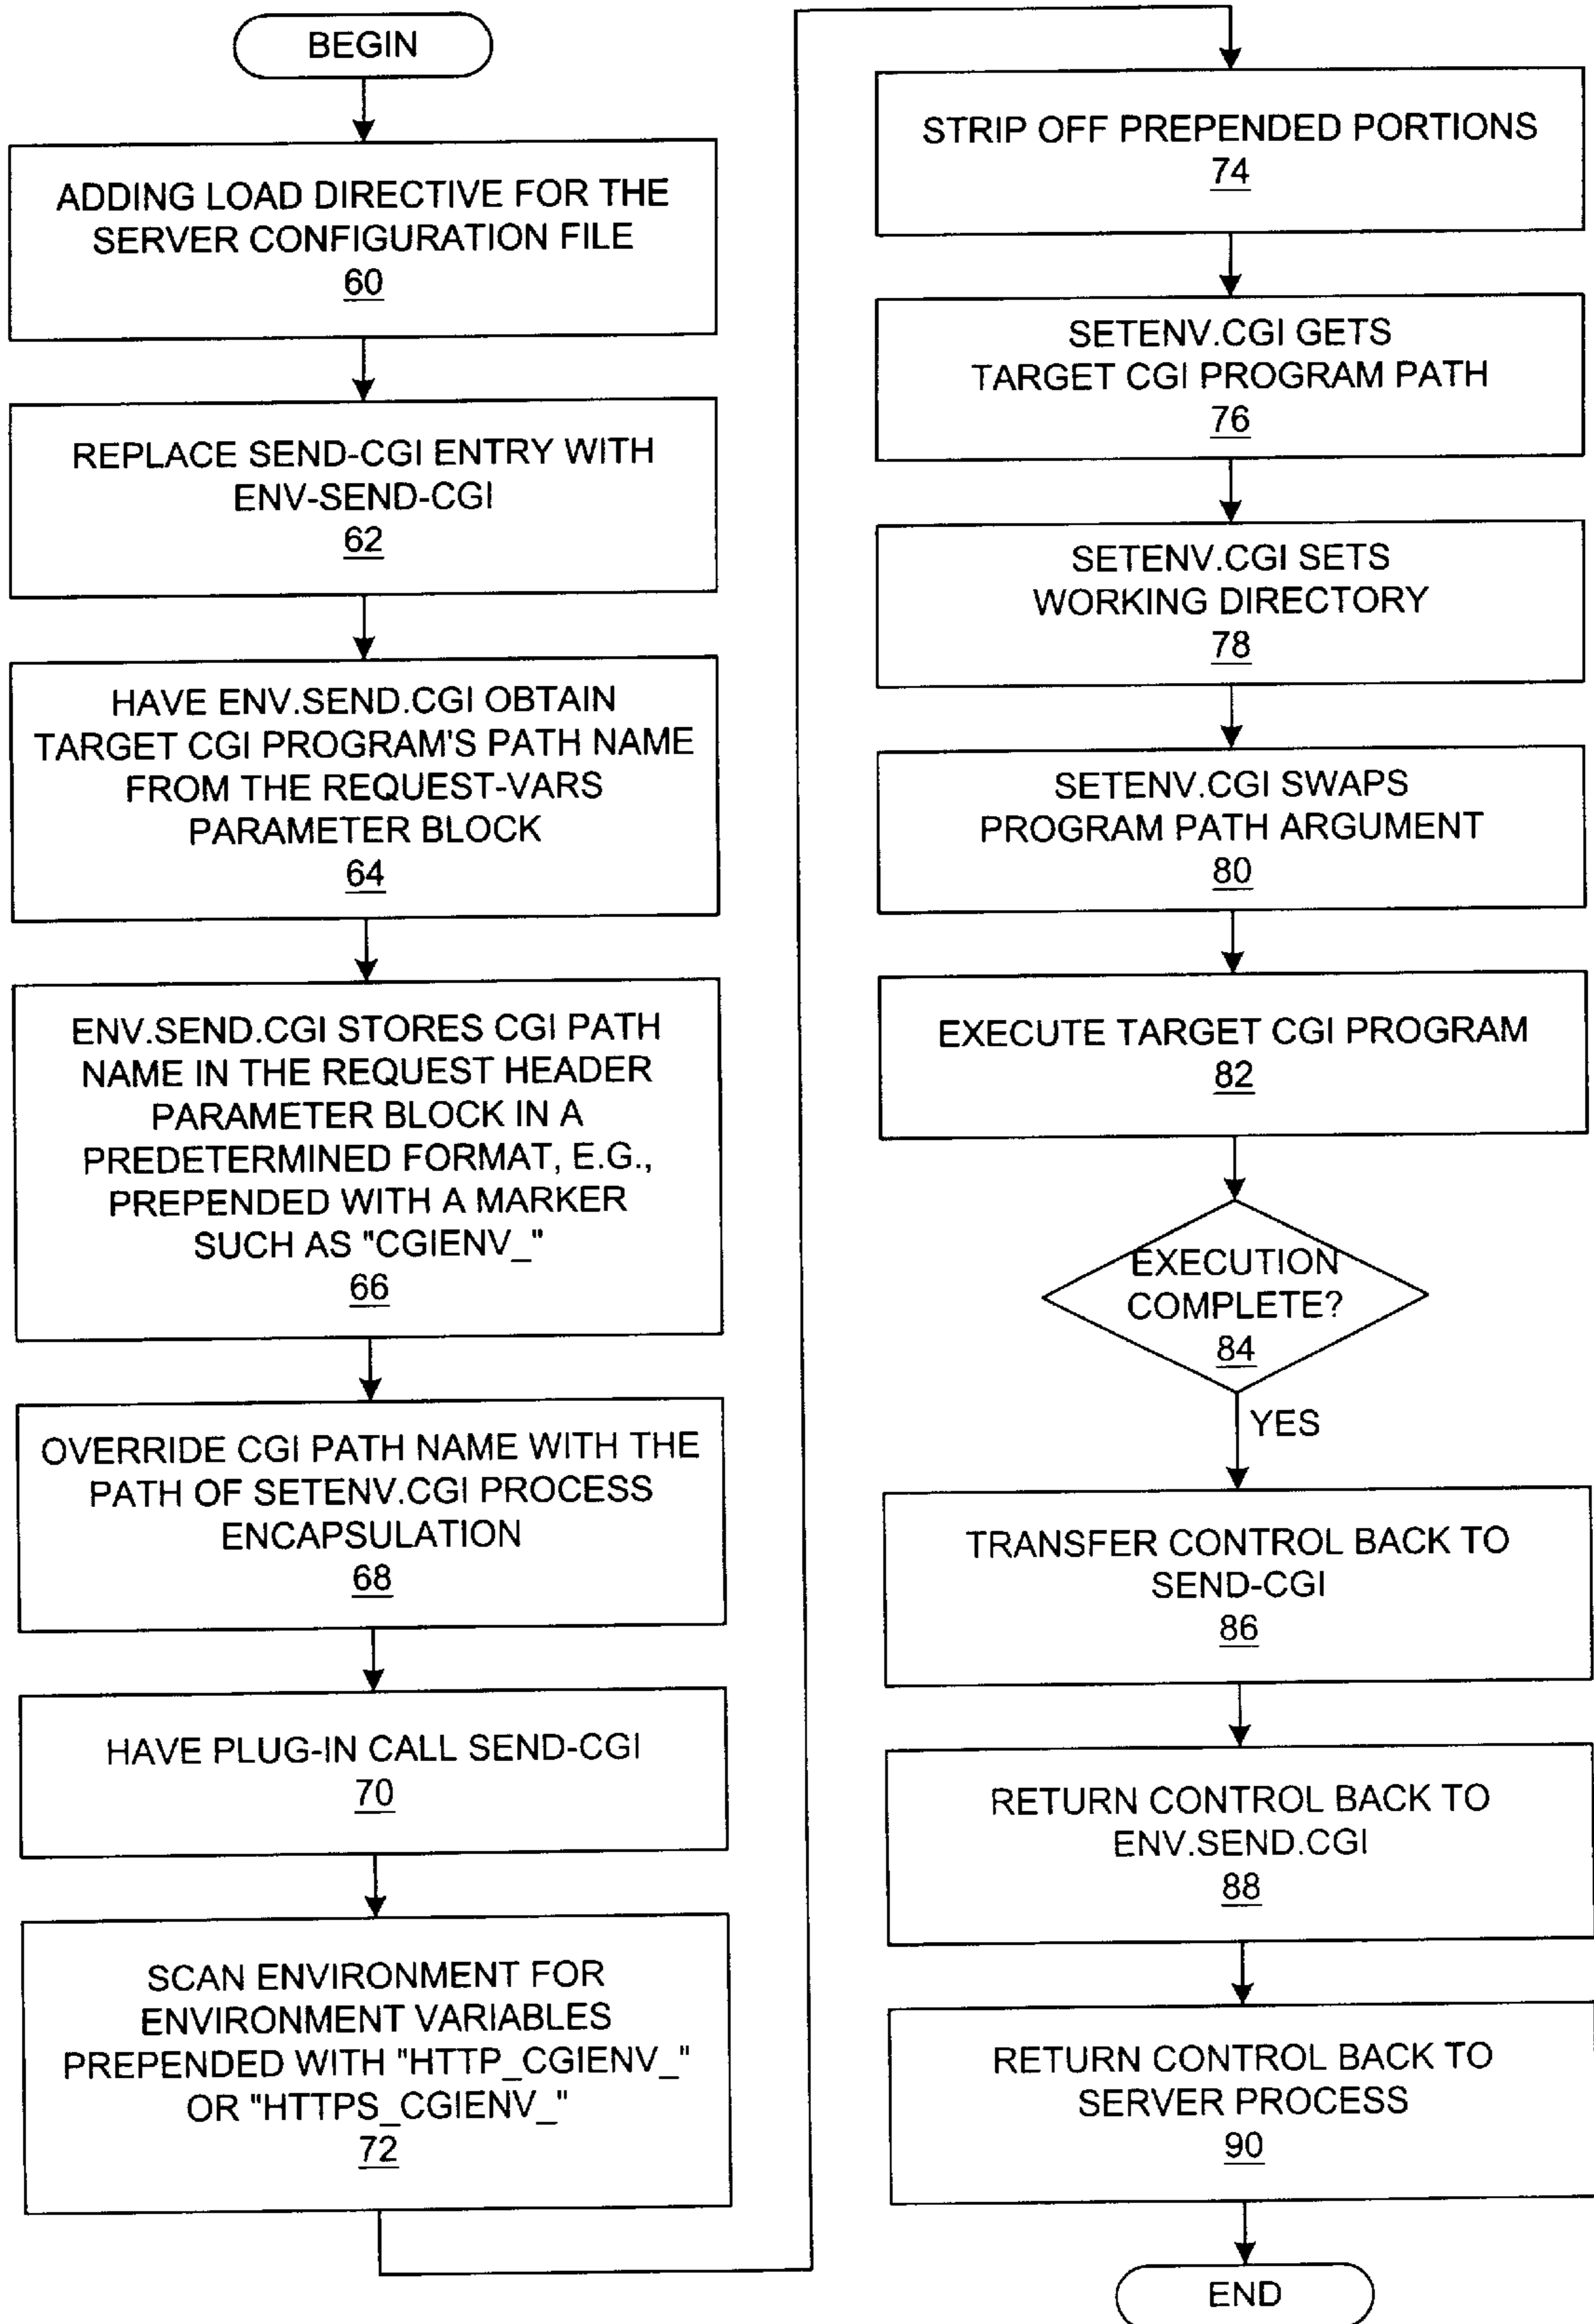 BEGIN
ADDING LOAD DIRECTIVE FOR THE
SERVER CONFIGURATION FILE
60
REPLACE SEND-CGI ENTRY WITH
ENV-SEND-CGI
62
HAVE ENV.SEND.CGI OBTAIN
TARGET CGI PROGRAM'S PATH NAME
FROM THE REQUEST-VARS
PARAMETER BLOCK
64
ENV.SEND.CGI STORES CGI PATH
NAME IN THE REQUEST HEADER
PARAMETER BLOCK IN A
PREDETERMINED FORMAT, E.G.,
PREPENDED WITH A MARKER
SUCH AS "CGIENV_"
66
OVERRIDE CGI PATH NAME WITH THE
PATH OF SETENV.CGI PROCESS
ENCAPSULATION
68
HAVE PLUG-IN CALL SEND-CGI
70
SCAN ENVIRONMENT FOR
ENVIRONMENT VARIABLES
PREPENDED WITH "HTTP_CGIENV_"
OR "HTTPS_CGIENV_"
72
STRIP OFF PREPENDED PORTIONS
74
SETENV.CGI GETS
TARGET CGI PROGRAM PATH
76
SETENV.CGI SETS
WORKING DIRECTORY
78
SETENV.CGI SWAPS
PROGRAM PATH ARGUMENT
80
EXECUTE TARGET CGI PROGRAM
82
EXECUTION
COMPLETE?
84
YES
TRANSFER CONTROL BACK TO
SEND-CGI
86
RETURN CONTROL BACK TO
ENV.SEND.CGI
88
RETURN CONTROL BACK TO
SERVER PROCESS
90
END